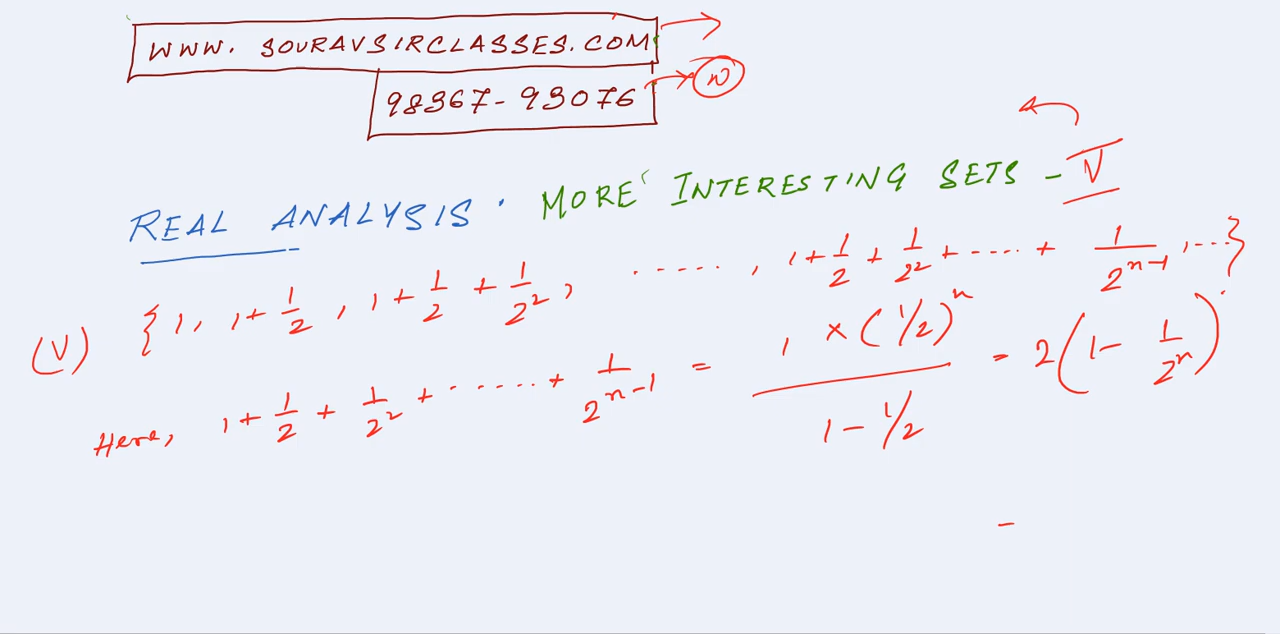 WWW. SOURAVSIRCLASSES.COM
98367-93076 → W
REAL ANALYSIS. MORE INTERESTING SETS - V
(V) {1, 1+1/2, 1+1/2+1/2², ....., 1+1/2+1/2²+.....+1/2ⁿ⁻¹, ...}
Here, 1+1/2+1/2²+......+1/2ⁿ⁻¹ = (1 × (1/2)ⁿ)/(1-1/2) = 2(1-1/2ⁿ)
=